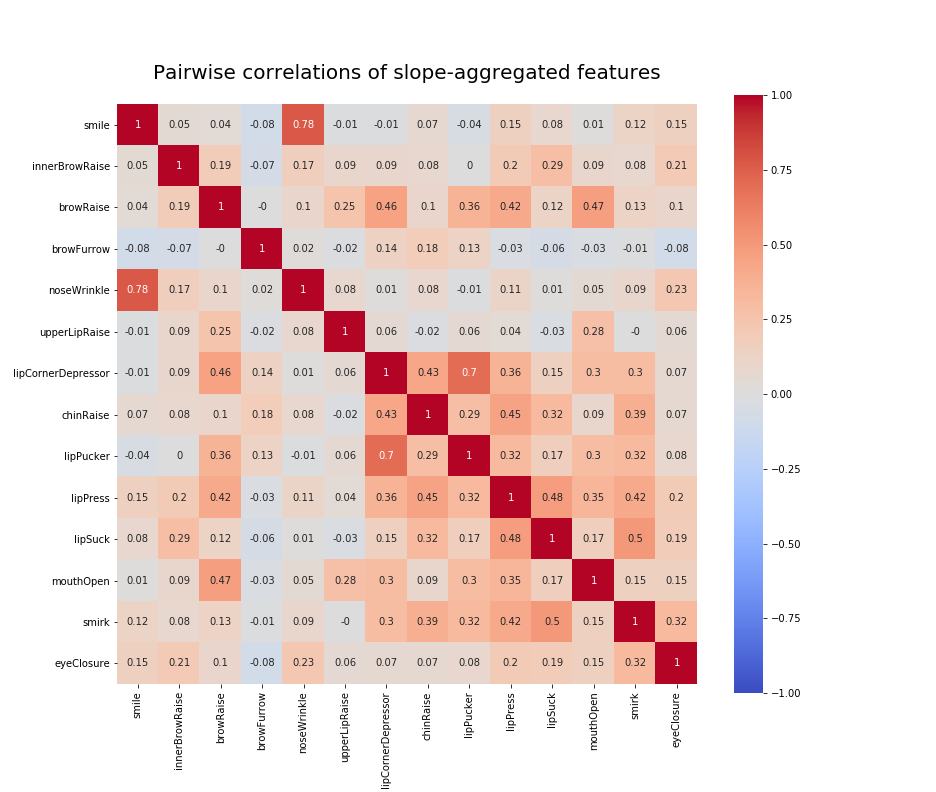 Pairwise correlations of slope-aggregated features
smile 1 0.05 0.04 -0.08 0.78 -0.01 -0.01 0.07 -0.04 0.15 0.08 0.01 0.12 0.15
innerBrowRaise 0.05 1 0.19 -0.07 0.17 0.09 0.09 0.08 0 0.2 0.29 0.09 0.08 0.21
browRaise 0.04 0.19 1 -0 0.1 0.25 0.46 0.1 0.36 0.42 0.12 0.47 0.13 0.1
browFurrow -0.08 -0.07 -0 1 0.02 -0.02 0.14 0.18 0.13 -0.03 -0.06 -0.03 -0.01 -0.08
noseWrinkle 0.78 0.17 0.1 0.02 1 0.08 0.01 0.08 -0.01 0.11 0.01 0.05 0.09 0.23
upperLipRaise -0.01 0.09 0.25 -0.02 0.08 1 0.06 -0.02 0.06 0.04 -0.03 0.28 -0 0.06
lipCornerDepressor -0.01 0.09 0.46 0.14 0.01 0.06 1 0.43 0.7 0.36 0.15 0.3 0.3 0.07
chinRaise 0.07 0.08 0.1 0.18 0.08 -0.02 0.43 1 0.29 0.45 0.32 0.09 0.39 0.07
lipPucker -0.04 0 0.36 0.13 -0.01 0.06 0.7 0.29 1 0.32 0.17 0.3 0.32 0.08
lipPress 0.15 0.2 0.42 -0.03 0.11 0.04 0.36 0.45 0.32 1 0.48 0.35 0.42 0.2
lipSuck 0.08 0.29 0.12 -0.06 0.01 -0.03 0.15 0.32 0.17 0.48 1 0.17 0.5 0.19
mouthOpen 0.01 0.09 0.47 -0.03 0.05 0.28 0.3 0.09 0.3 0.35 0.17 1 0.15 0.15
smirk 0.12 0.08 0.13 -0.01 0.09 -0 0.3 0.39 0.32 0.42 0.5 0.15 1 0.32
eyeClosure 0.15 0.21 0.1 -0.08 0.23 0.06 0.07 0.07 0.08 0.2 0.19 0.15 0.32 1
smile
innerBrowRaise
browRaise
browFurrow
noseWrinkle
upperLipRaise
lipCornerDepressor
chinRaise
lipPucker
lipPress
lipSuck
mouthOpen
smirk
eyeClosure
1.00
0.75
0.50
0.25
0.00
−0.25
−0.50
−0.75
−1.00